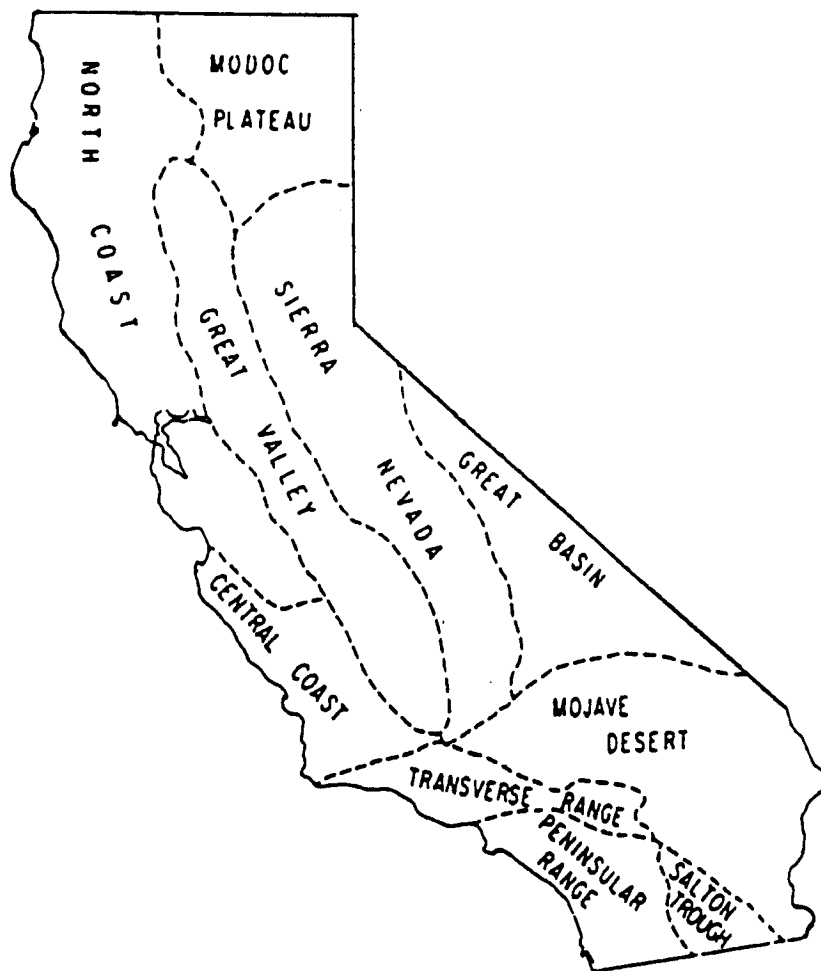 MODOC
PLATEAU
NORTH
COAST
SIERRA
NEVADA
GREAT
VALLEY
GREAT
BASIN
CENTRAL
COAST
MOJAVE
DESERT
TRANSVERSE RANGE
PENINSULAR
RANGE
SALTON
TROUGH